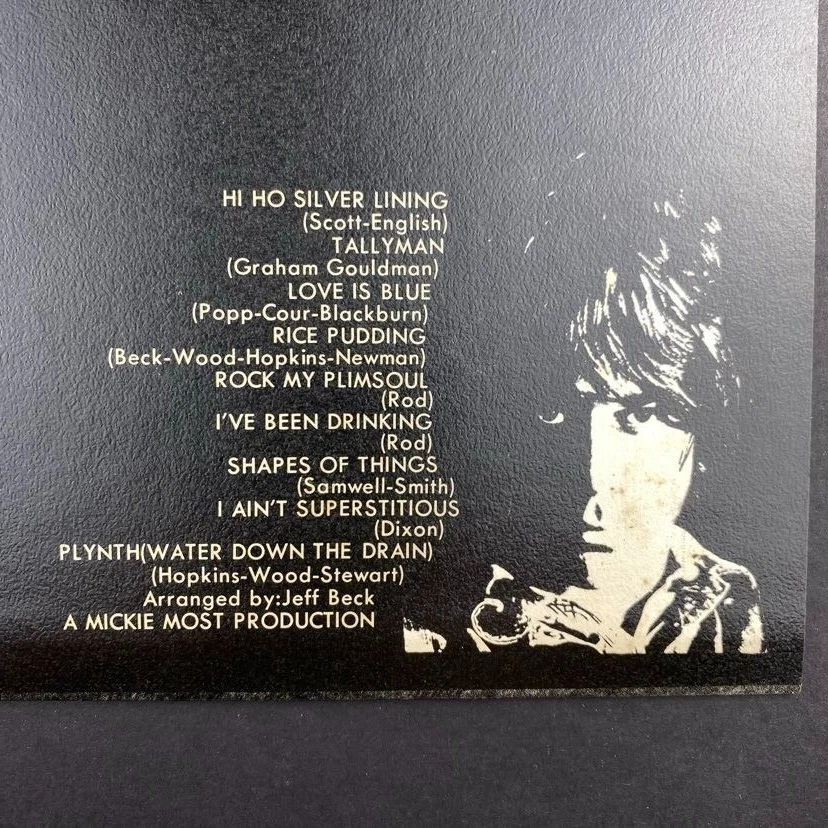 HI HO SILVER LINING
(Scott-English)
TALLYMAN
(Graham Gouldman)
LOVE IS BLUE
(Popp-Cour-Blackburn)
RICE PUDDING
(Beck-Wood-Hopkins-Newman)
ROCK MY PLIMSOUL
(Rod)
I'VE BEEN DRINKING
(Rod)
SHAPES OF THINGS
(Samwell-Smith)
I AIN'T SUPERSTITIOUS
(Dixon)
PLYNTH(WATER DOWN THE DRAIN)
(Hopkins-Wood-Stewart)
Arranged by:Jeff Beck
A MICKIE MOST PRODUCTION